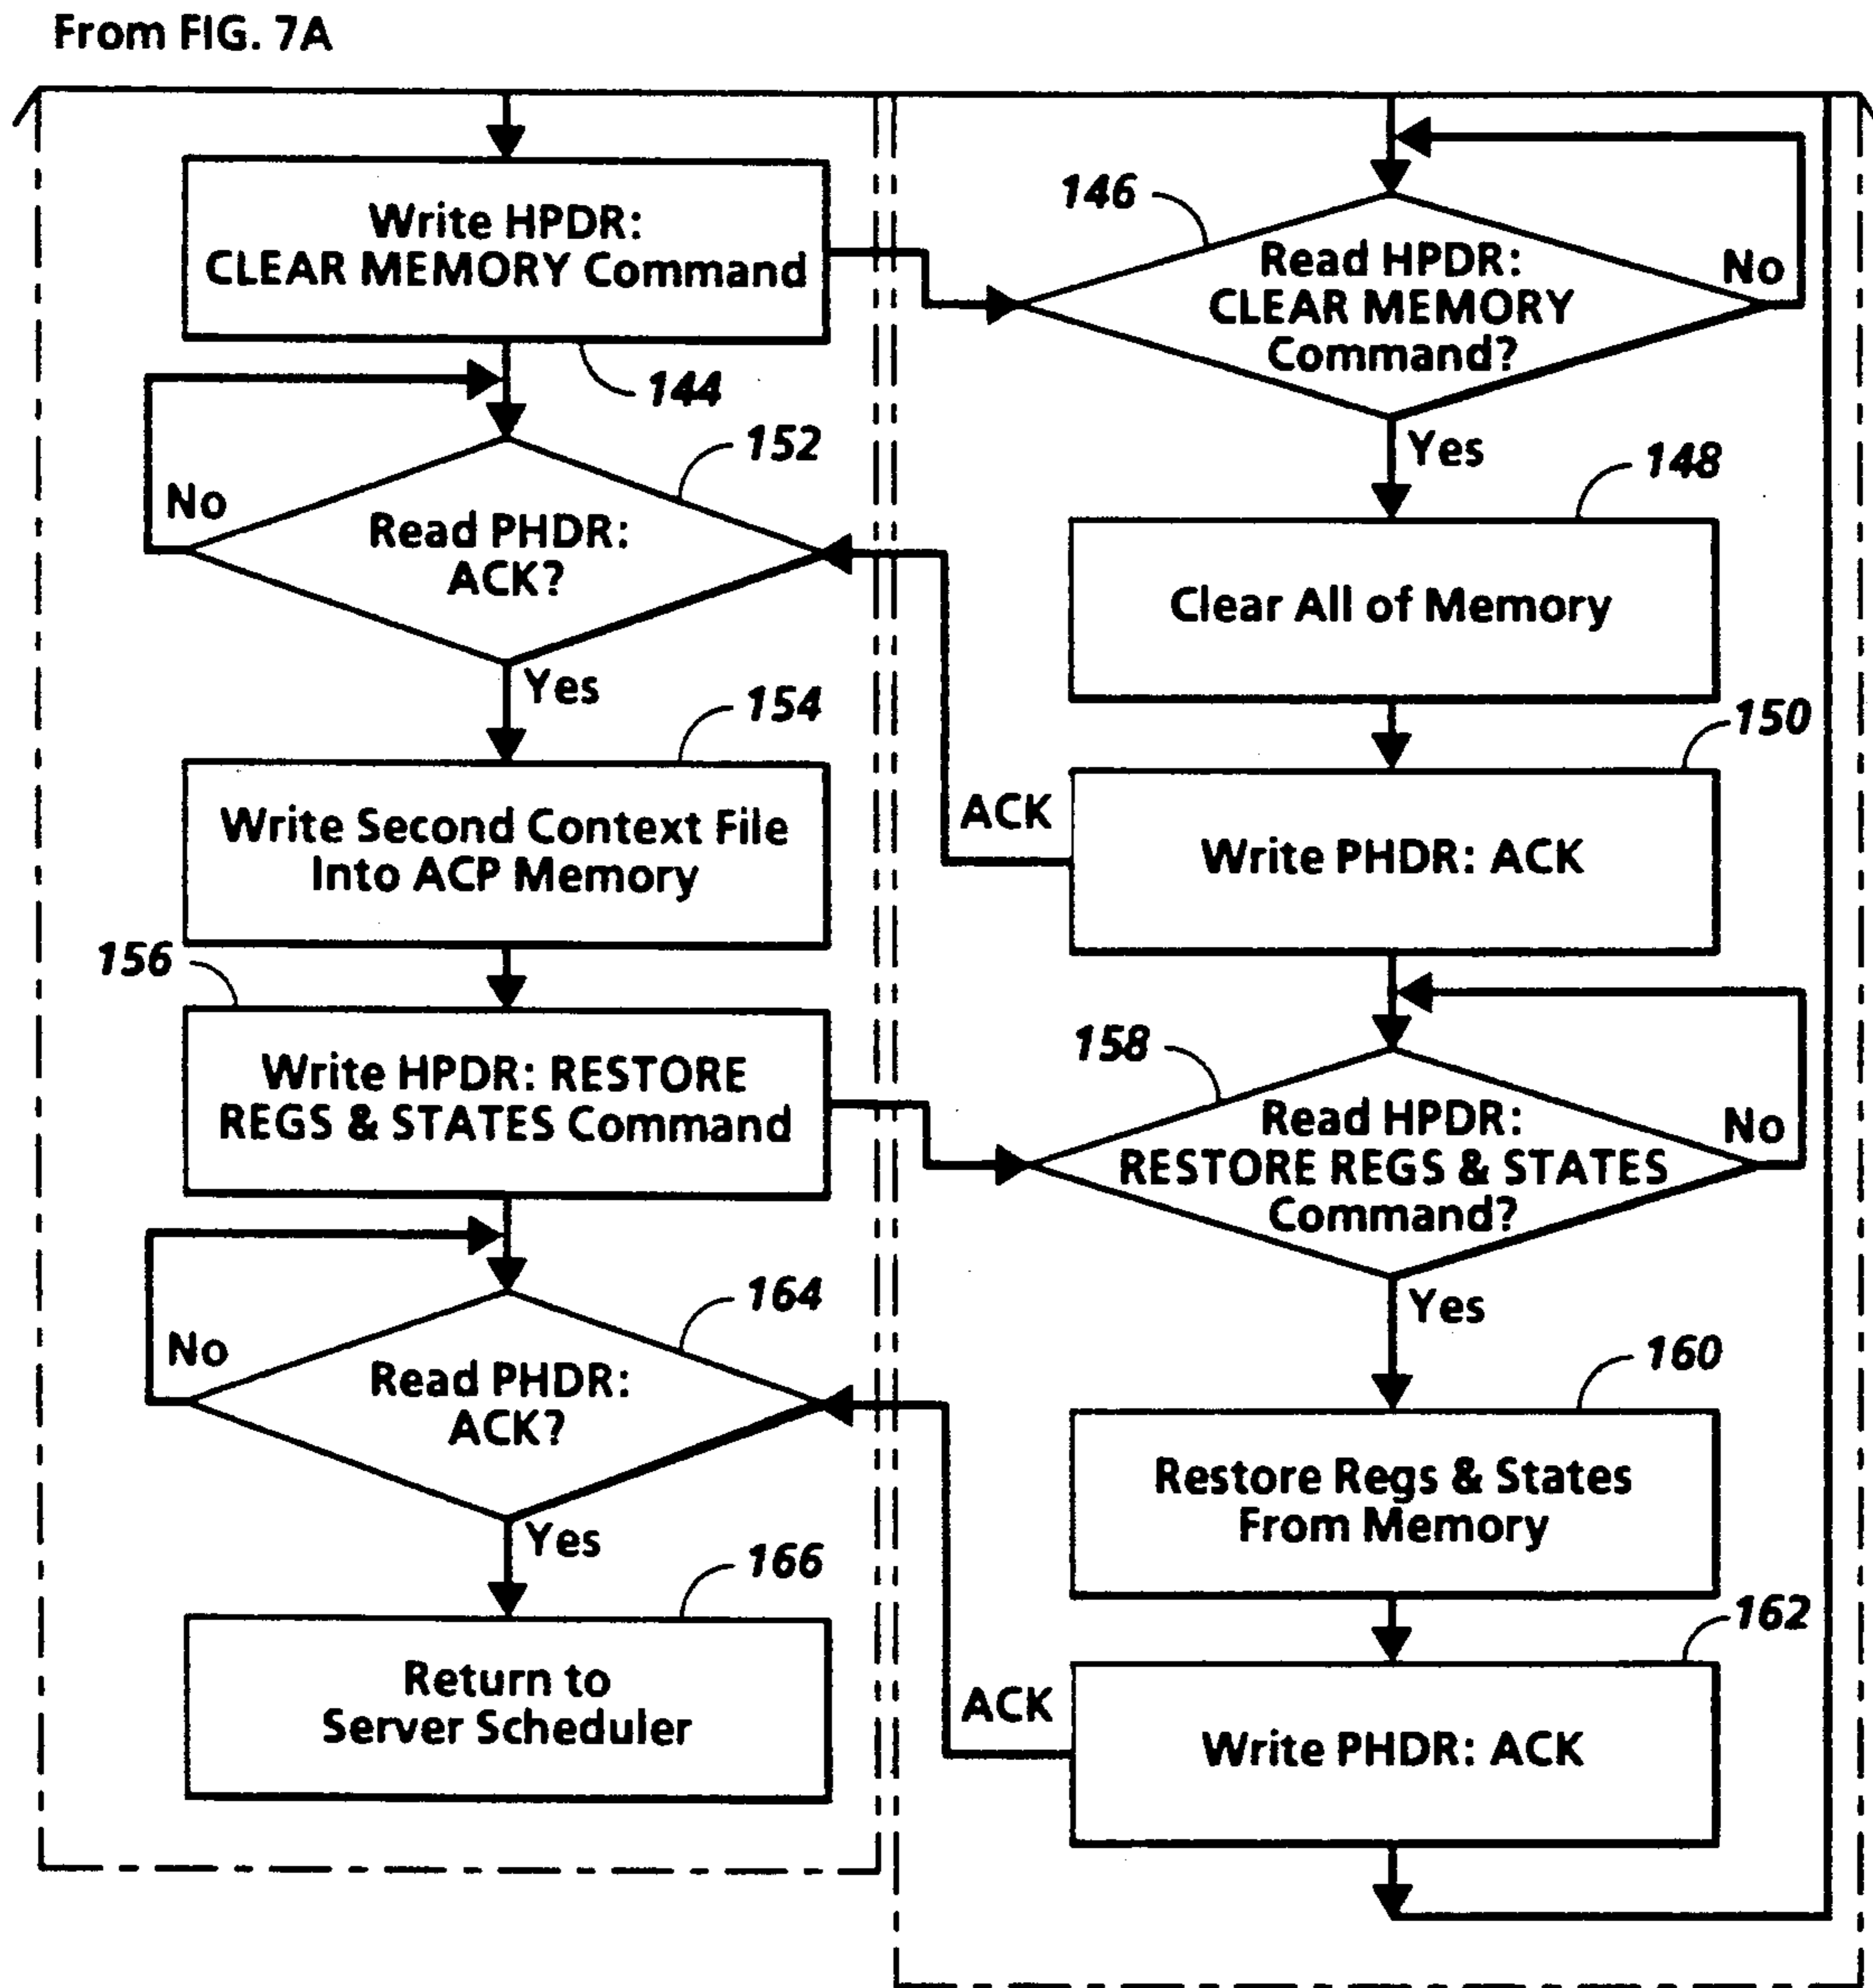 From FIG. 7A
Write HPDR:
CLEAR MEMORY Command
144
No
152
Read PHDR:
ACK?
Yes
154
Write Second Context File
Into ACP Memory
156
Write HPDR: RESTORE
REGS & STATES Command
164
No
Read PHDR:
ACK?
Yes
166
Return to
Server Scheduler
146
Read HPDR:
CLEAR MEMORY
Command?
No
Yes
148
Clear All of Memory
150
ACK
Write PHDR: ACK
158
Read HPDR:
RESTORE REGS & STATES
Command?
No
Yes
160
Restore Regs & States
From Memory
162
ACK
Write PHDR: ACK